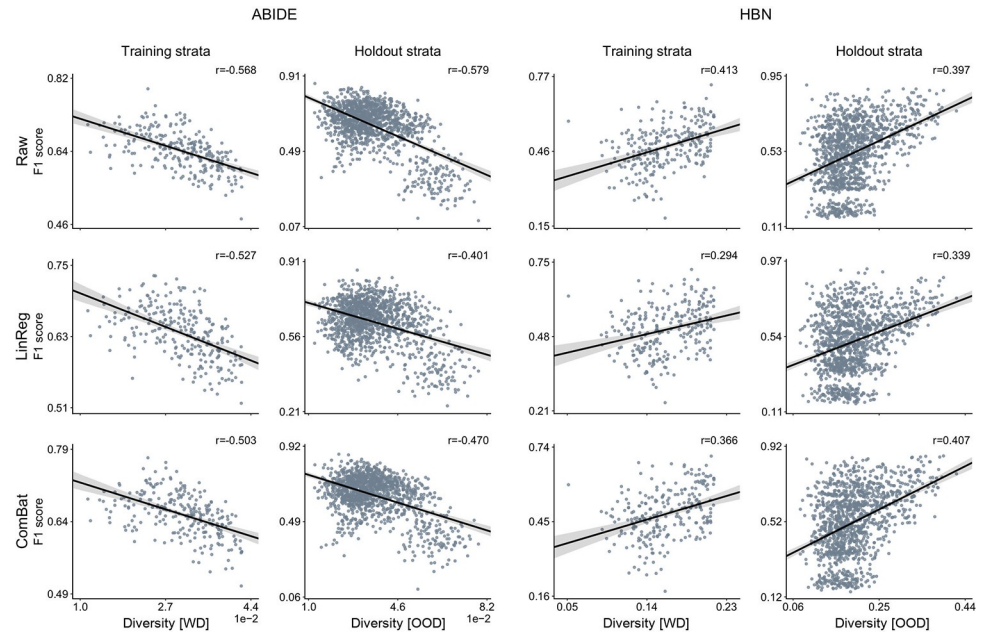 ABIDE
HBN
Training strata
Holdout strata
Training strata
Holdout strata
Raw
F1 score
r=-0.568
0.82
0.64
0.46
r=-0.579
0.91
0.49
0.07
r=0.413
0.77
0.46
0.15
r=0.397
0.95
0.53
0.11
LinReg
F1 score
r=-0.527
0.75
0.63
0.51
r=-0.401
0.91
0.56
0.21
r=0.294
0.75
0.48
0.21
r=0.339
0.97
0.54
0.11
ComBat
F1 score
r=-0.503
0.79
0.64
0.49
r=-0.470
0.92
0.49
0.06
r=0.366
0.74
0.45
0.16
r=0.407
0.92
0.52
0.12
1.0 2.7 4.4
1e-2
Diversity [WD]
1.0 4.6 8.2
1e-2
Diversity [OOD]
0.05 0.14 0.23
Diversity [WD]
0.06 0.25 0.44
Diversity [OOD]